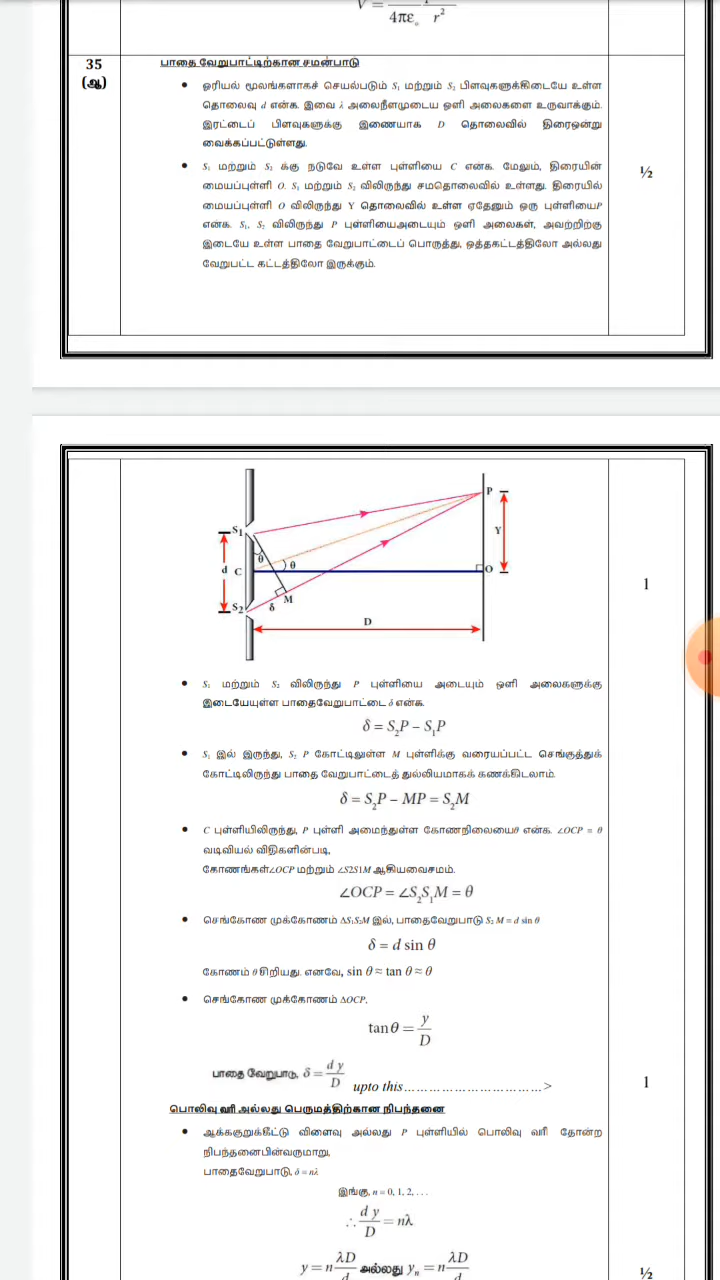 V =
4πε₀ r²
35
(ஆ)
பாதை வேறுபாட்டிற்கான சமன்பாடு
• ஓரியல் மூலங்களாகச் செயல்படும் S₁ மற்றும் S₂ பிளவுகளுக்கிடையே உள்ள
தொலைவு d என்க. இவை λ அலைநீளமுடைய ஒளி அலைகளை உருவாக்கும்.
இரட்டைப் பிளவுகளுக்கு இணையாக D தொலைவில் திரைஒன்று
வைக்கப்பட்டுள்ளது.
• S₁ மற்றும் S₂ க்கு நடுவே உள்ள புள்ளியை C என்க. மேலும், திரையின்
மையப்புள்ளி O. S₁ மற்றும் S₂ விலிருந்து சமதொலைவில் உள்ளது. திரையில்
மையப்புள்ளி O விலிருந்து Y தொலைவில் உள்ள ஏதேனும் ஒரு புள்ளியைP
என்க. S₁, S₂ விலிருந்து P புள்ளியைஅடையும் ஒளி அலைகள், அவற்றிற்கு
இடையே உள்ள பாதை வேறுபாட்டைப் பொருத்து, ஒத்தகட்டத்திலோ அல்லது
வேறுபட்ட கட்டத்திலோ இருக்கும்.
½
P
S₁
Y
θ
θ
d C
O
M
S₂
δ
D
1
• S₁ மற்றும் S₂ விலிருந்து P புள்ளியை அடையும் ஒளி அலைகளுக்கு
இடையேயுள்ள பாதைவேறுபாட்டை δ என்க.
δ = S₂P − S₁P
• S₁ இல் இருந்து, S₂ P கோட்டிலுள்ள M புள்ளிக்கு வரையப்பட்ட செங்குத்துக்
கோட்டிலிருந்து பாதை வேறுபாட்டைத் துல்லியமாகக் கணக்கிடலாம்.
δ = S₂P − MP = S₂M
• C புள்ளியிலிருந்து, P புள்ளி அமைந்துள்ள கோணநிலையைθ என்க. ∠OCP = θ
வடிவியல் விதிகளின்படி,
கோணங்கள்∠OCP மற்றும் ∠S2S1M ஆகியவைசமம்.
∠OCP = ∠S₂S₁M = θ
• செங்கோண முக்கோணம் ΔS₁S₂M இல், பாதைவேறுபாடு S₂ M = d sin θ
δ = d sin θ
கோணம் θ சிறியது. எனவே, sin θ ≈ tan θ ≈ θ
• செங்கோண முக்கோணம் ΔOCP,
tan θ = y/D
பாதை வேறுபாடு, δ = d y/D upto this……………………………>
1
பொலிவு வரி அல்லது பெருமத்திற்கான நிபந்தனை
• ஆக்ககுறுக்கீட்டு விளைவு அல்லது P புள்ளியில் பொலிவு வரி தோன்ற
நிபந்தனைபின்வருமாறு,
பாதைவேறுபாடு, δ = nλ
இங்கு, n = 0, 1, 2, . . .
∴ d y/D = nλ
y = n λD/d அல்லது yₙ = n λD/d
½